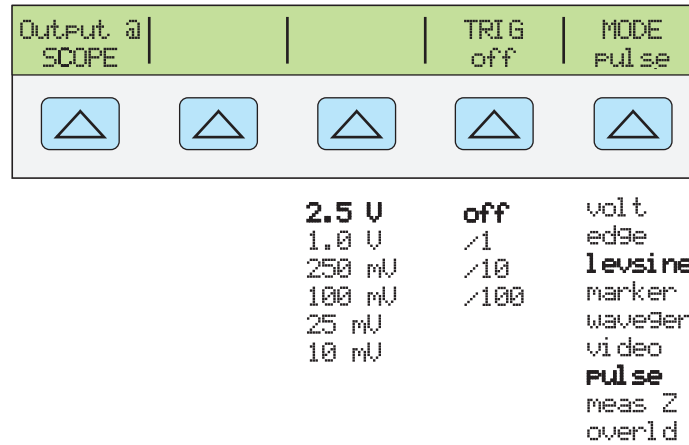 Output @ TRIG MODE
SCOPE off pulse
2.5 V off volt
1.0 V /1 edge
250 mV /10 levsine
100 mV /100 marker
25 mV wavegen
10 mV video
pulse
meas Z
overld